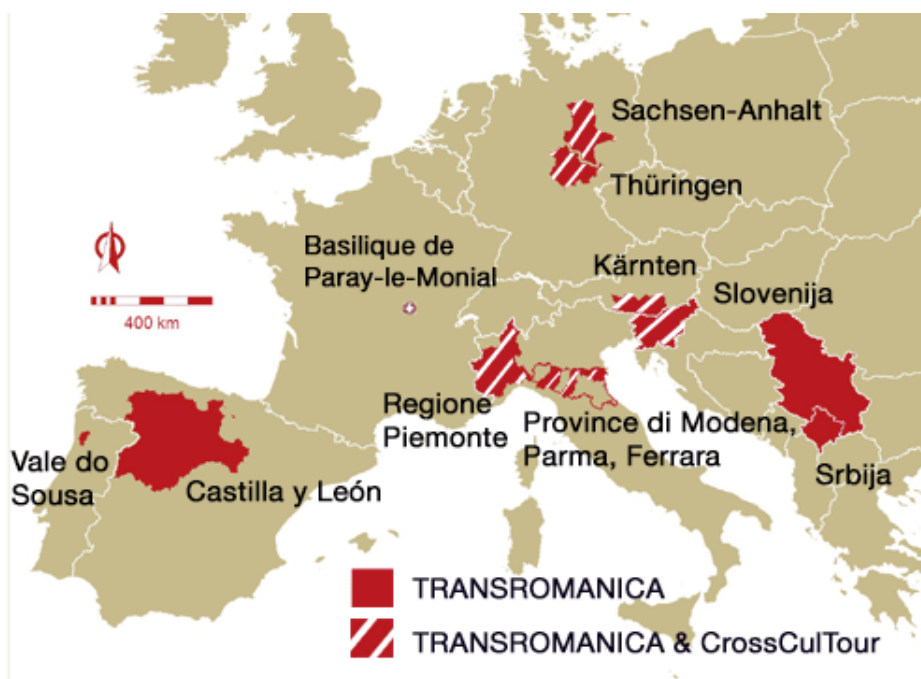 Sachsen-Anhalt
Thüringen
Basilique de
Paray-le-Monial
Kärnten
Slovenija
400 km
Regione
Piemonte
Province di Modena,
Parma, Ferrara
Vale do
Sousa
Castilla y León
Srbija
TRANSROMANICA
TRANSROMANICA & CrossCulTour